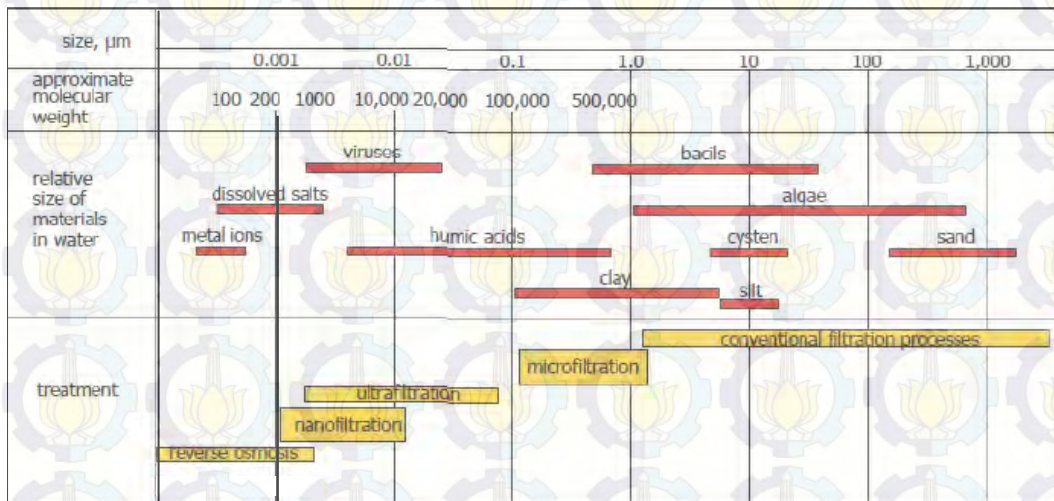 size, µm
0.001 0.01 0.1 1.0 10 100 1,000
approximate
molecular
weight
100 200 1000 10,000 20,000 100,000 500,000
viruses bacils
relative
size of
materials
in water
dissolved salts algae
metal ions humic acids cysten sand
clay silt
conventional filtration processes
microfiltration
treatment
ultrafiltration
nanofiltration
reverse osmosis